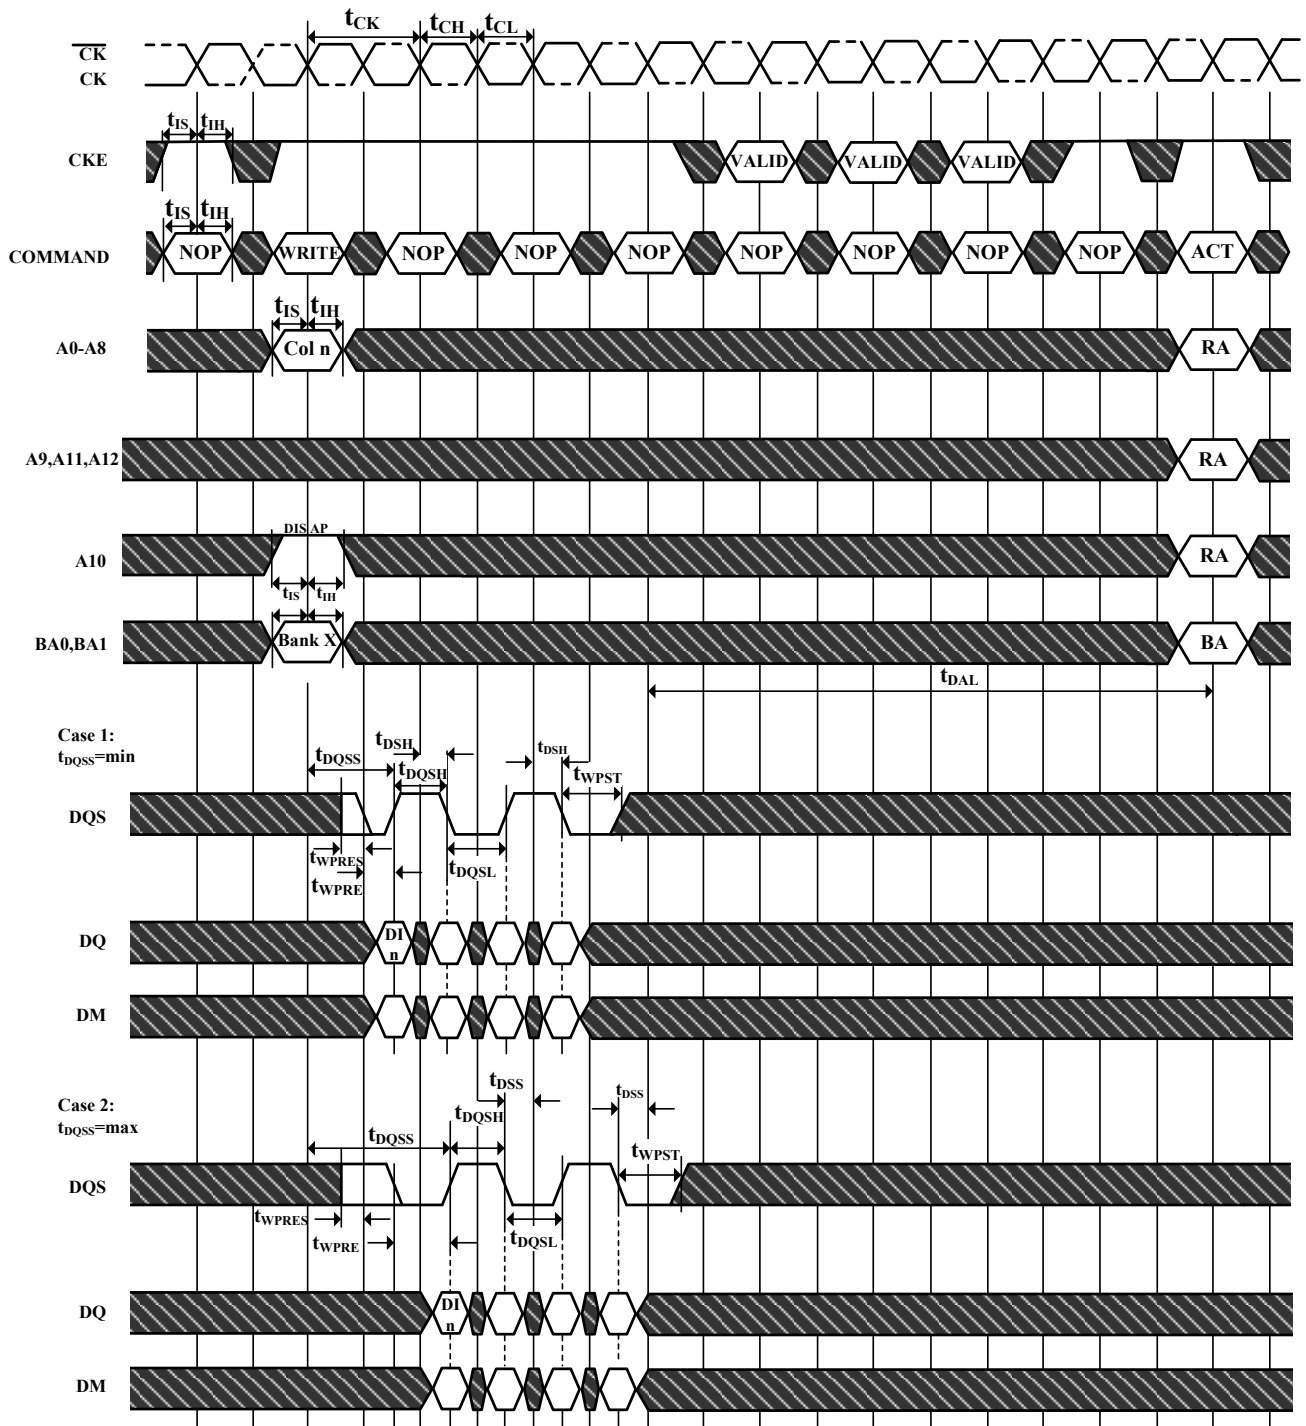 tCK tCH tCL
CK
CK
tIS tIH
CKE VALID VALID VALID
tIS tIH
COMMAND NOP WRITE NOP NOP NOP NOP NOP NOP NOP ACT
tIS tIH
A0-A8 Col n RA
A9,A11,A12 RA
DIS AP
A10 RA
tIS tIH
BA0,BA1 Bank X BA
tDAL
Case 1:
tDQSS=min
tDSH tDSH
tDQSS tDQSH tWPST
DQS
tWPRES tDQSL
tWPRE
DQ DI
n
DM
Case 2:
tDQSS=max
tDSS tDSS
tDQSS tDQSH tWPST
DQS
tWPRES tWPRE tDQSL
DQ DI
n
DM